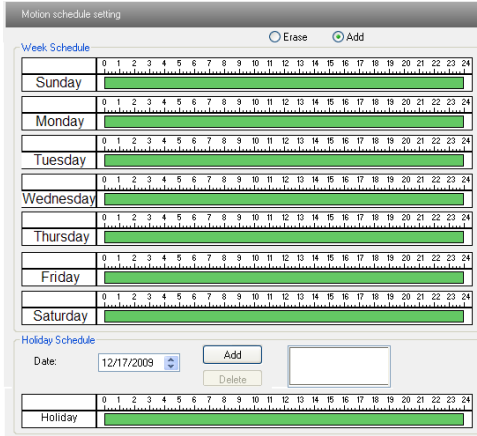 Motion schedule setting
Erase Add
Week Schedule
0 1 2 3 4 5 6 7 8 9 10 11 12 13 14 15 16 17 18 19 20 21 22 23 24
Sunday
0 1 2 3 4 5 6 7 8 9 10 11 12 13 14 15 16 17 18 19 20 21 22 23 24
Monday
0 1 2 3 4 5 6 7 8 9 10 11 12 13 14 15 16 17 18 19 20 21 22 23 24
Tuesday
0 1 2 3 4 5 6 7 8 9 10 11 12 13 14 15 16 17 18 19 20 21 22 23 24
Wednesday
0 1 2 3 4 5 6 7 8 9 10 11 12 13 14 15 16 17 18 19 20 21 22 23 24
Thursday
0 1 2 3 4 5 6 7 8 9 10 11 12 13 14 15 16 17 18 19 20 21 22 23 24
Friday
0 1 2 3 4 5 6 7 8 9 10 11 12 13 14 15 16 17 18 19 20 21 22 23 24
Saturday
Holiday Schedule
Date: 12/17/2009 Add
Delete
0 1 2 3 4 5 6 7 8 9 10 11 12 13 14 15 16 17 18 19 20 21 22 23 24
Holiday